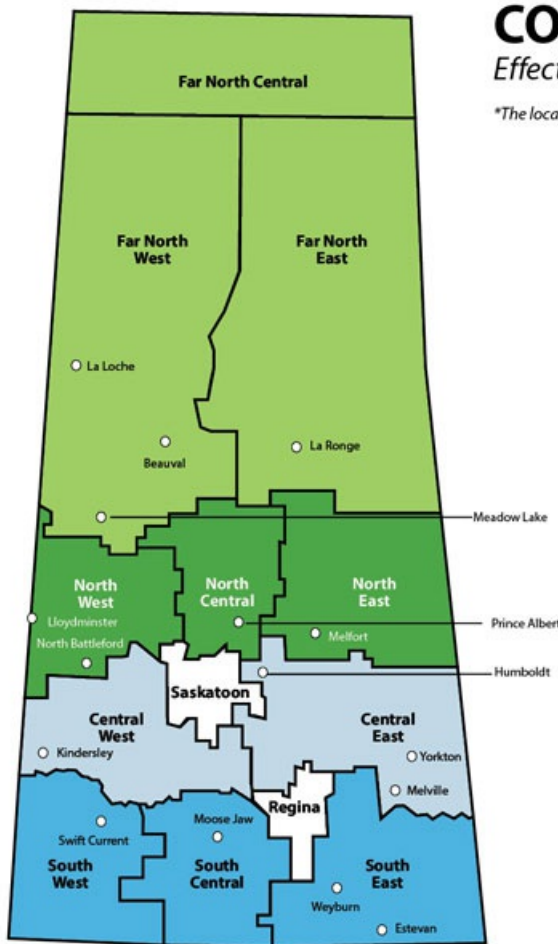 CO
Effect
*The loca
Far North Central
Far North
West
Far North
East
La Loche
Beauval
La Ronge
Meadow Lake
North
West
North
Central
North
East
Lloydminster
Prince Albert
Melfort
North Battleford
Humboldt
Saskatoon
Central
West
Central
East
Kindersley
Yorkton
Melville
Regina
Moose Jaw
Swift Current
South
West
South
Central
South
East
Weyburn
Estevan